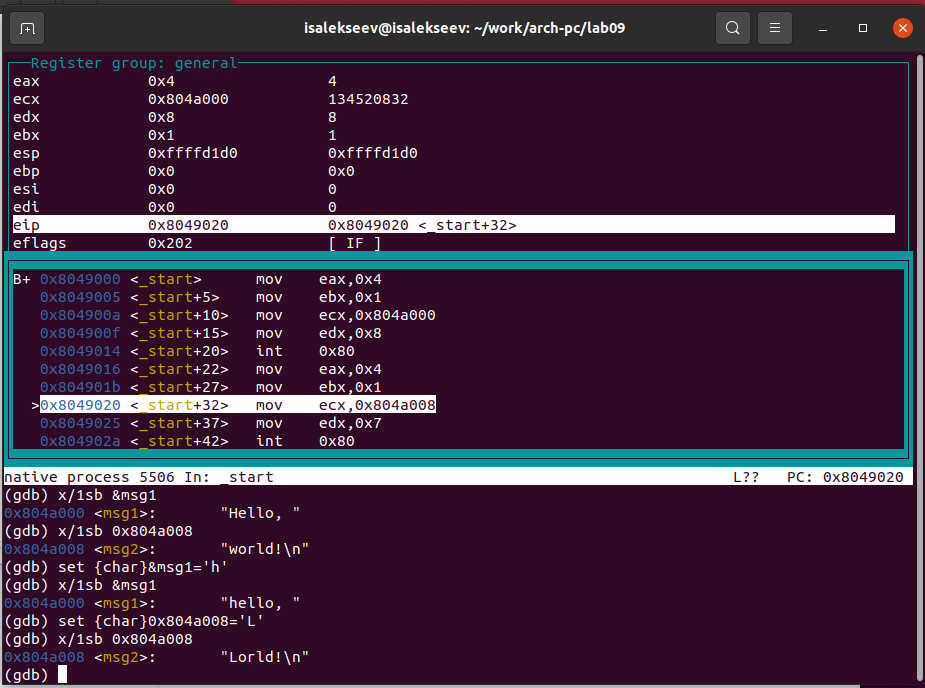 isalekseev@isalekseev: ~/work/arch-pc/lab09
Register group: general
eax 0x4 4
ecx 0x804a000 134520832
edx 0x8 8
ebx 0x1 1
esp 0xffffd1d0 0xffffd1d0
ebp 0x0 0x0
esi 0x0 0
edi 0x0 0
eip 0x8049020 0x8049020 <_start+32>
eflags 0x202 [ IF ]
B+ 0x8049000 <_start> mov eax,0x4
0x8049005 <_start+5> mov ebx,0x1
0x804900a <_start+10> mov ecx,0x804a000
0x804900f <_start+15> mov edx,0x8
0x8049014 <_start+20> int 0x80
0x8049016 <_start+22> mov eax,0x4
0x804901b <_start+27> mov ebx,0x1
>0x8049020 <_start+32> mov ecx,0x804a008
0x8049025 <_start+37> mov edx,0x7
0x804902a <_start+42> int 0x80
native process 5506 In: _start L?? PC: 0x8049020
(gdb) x/1sb &msg1
0x804a000 <msg1>: "Hello, "
(gdb) x/1sb 0x804a008
0x804a008 <msg2>: "world!\n"
(gdb) set {char}&msg1='h'
(gdb) x/1sb &msg1
0x804a000 <msg1>: "hello, "
(gdb) set {char}0x804a008='L'
(gdb) x/1sb 0x804a008
0x804a008 <msg2>: "Lorld!\n"
(gdb)